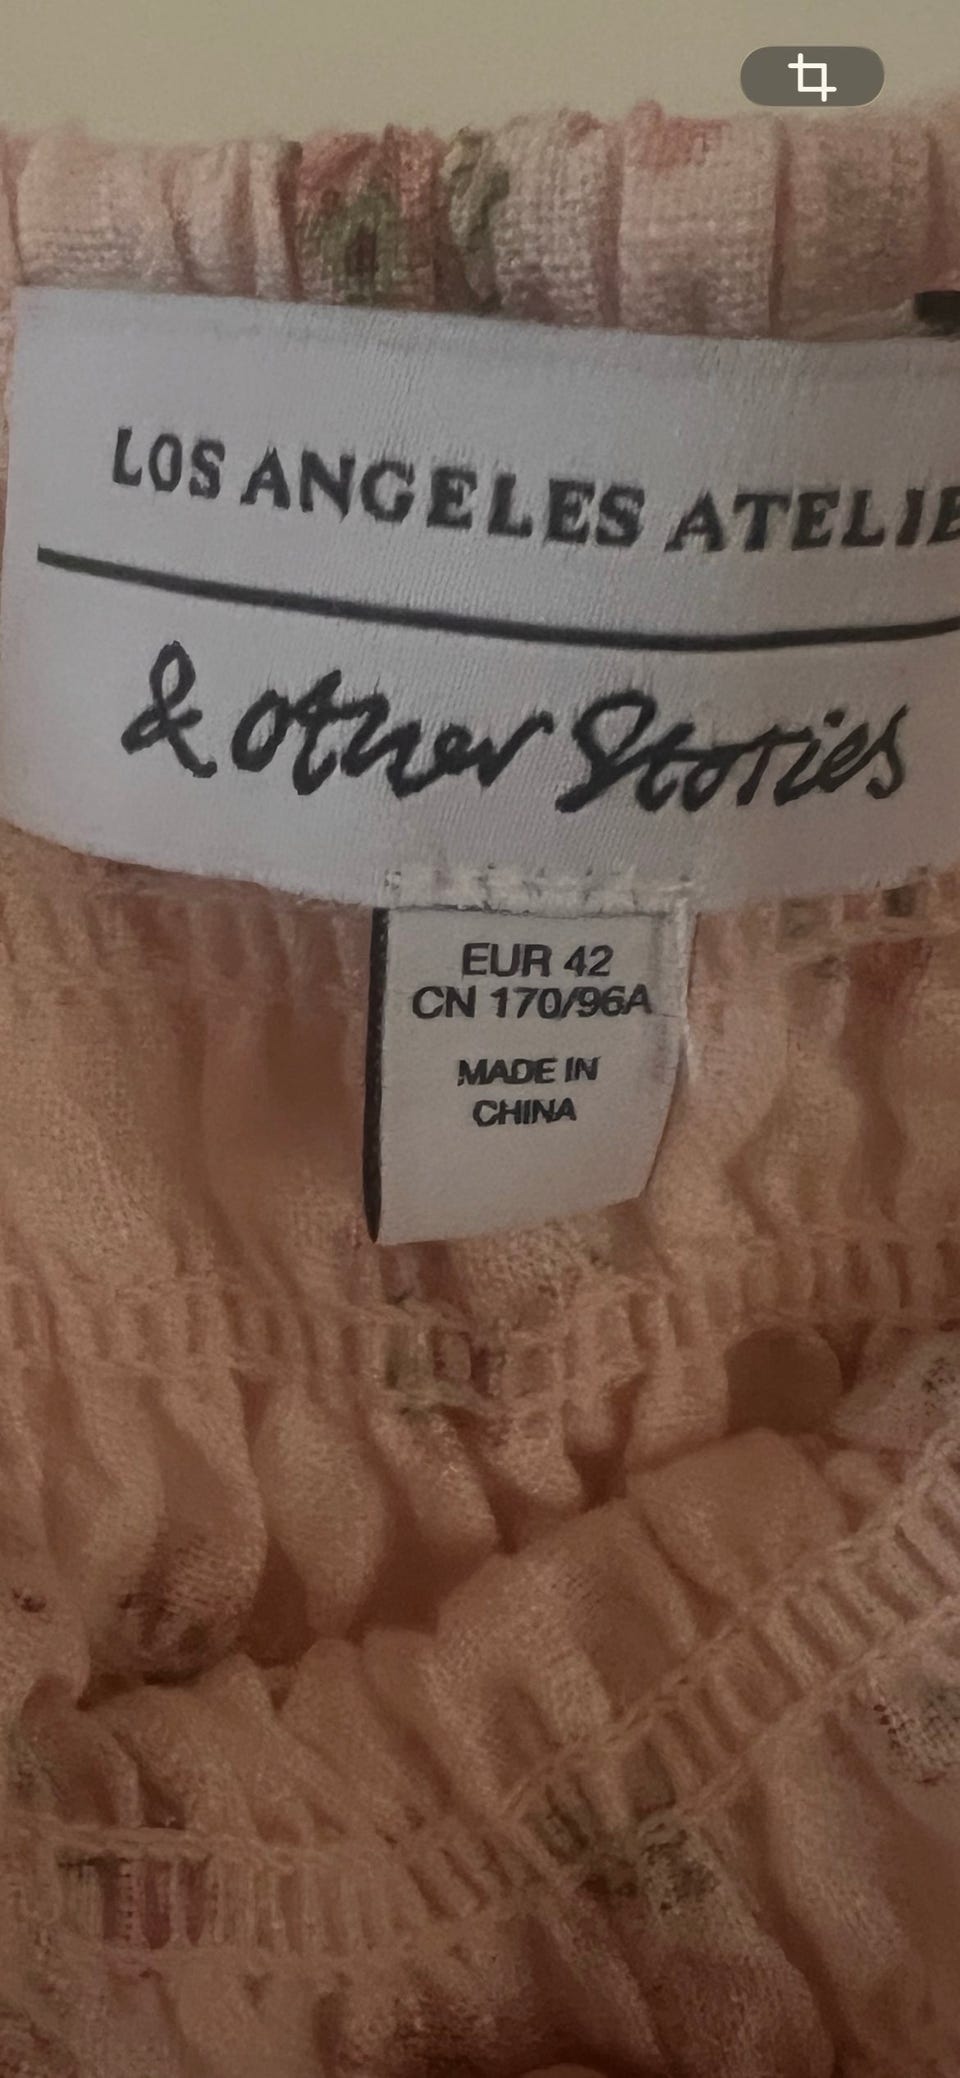 LOS ANGELES ATELIE
& other Stories
EUR 42
CN 170/96A
MADE IN
CHINA